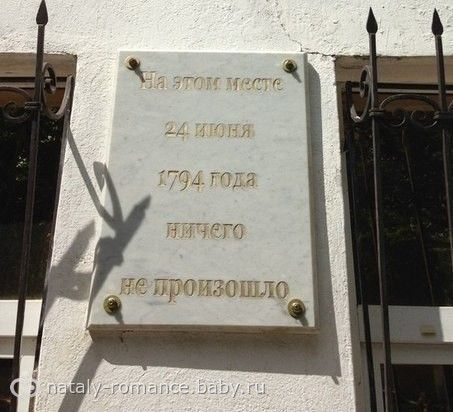 На этом месте
24 июня
1794 года
ничего
не произошло
nataly-romance.baby.ru